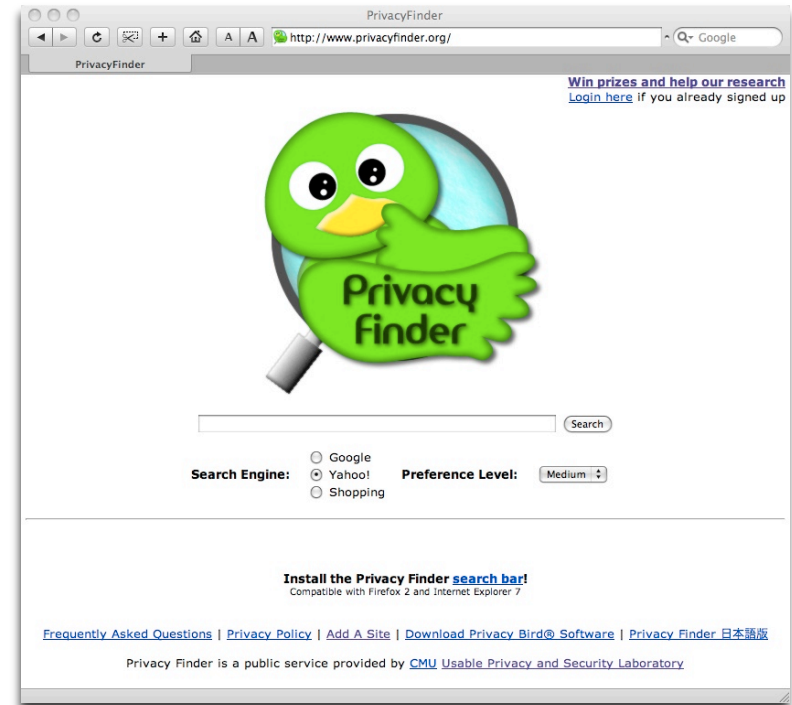 PrivacyFinder
A A http://www.privacyfinder.org/ Google
PrivacyFinder
Win prizes and help our research
Login here if you already signed up
Privacy
Finder
Search
Google
Search Engine: Yahoo! Preference Level: Medium
Shopping
Install the Privacy Finder search bar!
Compatible with Firefox 2 and Internet Explorer 7
Frequently Asked Questions | Privacy Policy | Add A Site | Download Privacy Bird® Software | Privacy Finder 日本語版
Privacy Finder is a public service provided by CMU Usable Privacy and Security Laboratory